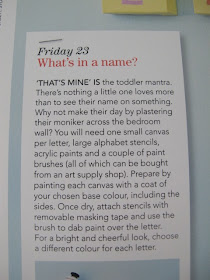 Friday 23
What's in a name?
'THAT'S MINE' IS the toddler mantra.
There's nothing a little one loves more
than to see their name on something.
Why not make their day by plastering
their moniker across the bedroom
wall? You will need one small canvas
per letter, large alphabet stencils,
acrylic paints and a couple of paint
brushes (all of which can be bought
from an art supply shop). Prepare by
painting each canvas with a coat of
your chosen base colour, including the
sides. Once dry, attach stencils with
removable masking tape and use the
brush to dab paint over the letter.
For a bright and cheerful look, choose
a different colour for each letter.